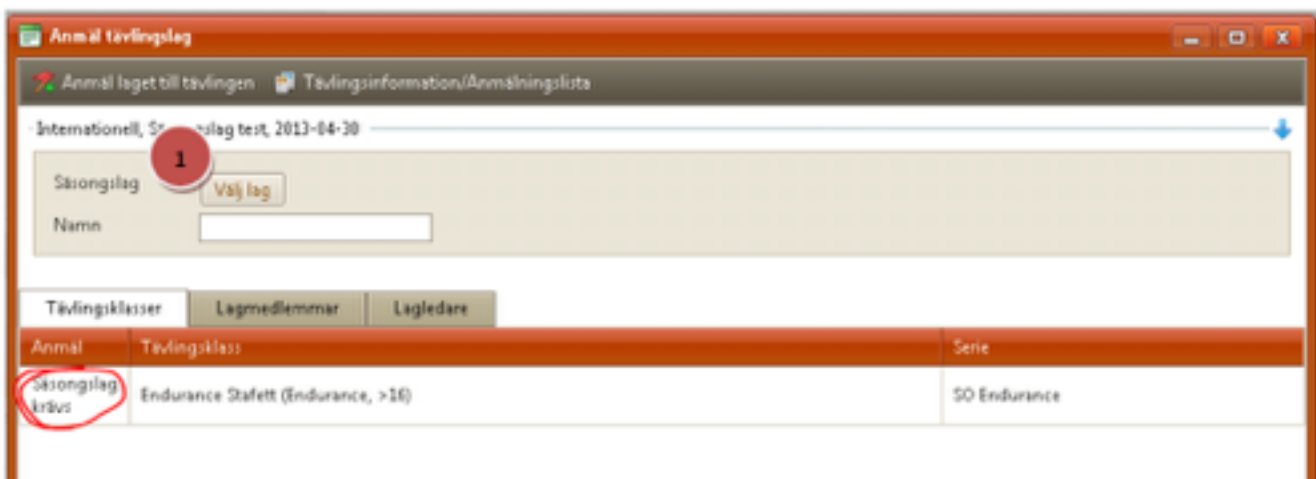 Anmäl tävlingslag
Anmäl laget till tävlingen Tävlingsinformation/Anmälningslista
Internationell, test, 2013-04-30
1
Säsongslag Välj lag
Namn
Tävlingsklasser Lagmedlemmar Lagledare
Anmäl Tävlingsklass Serie
Säsongslag
krävs
Endurance Stafett (Endurance, >16) SO Endurance